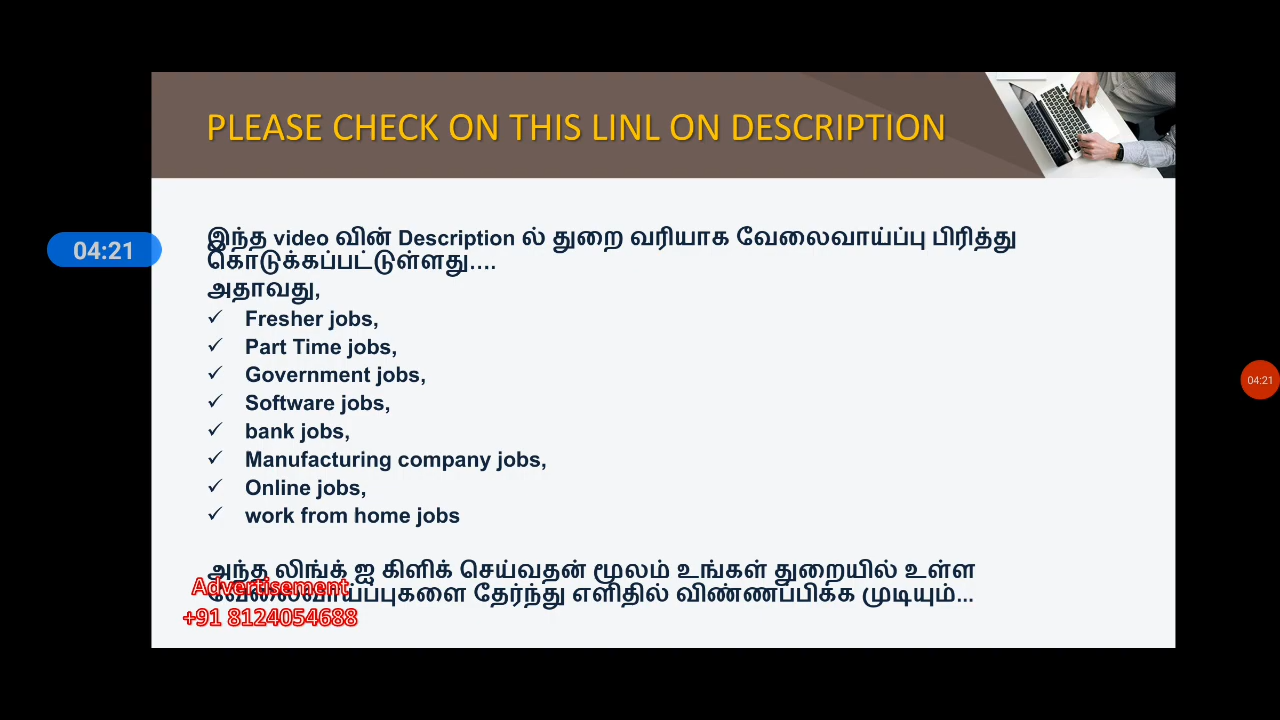 PLEASE CHECK ON THIS LINL ON DESCRIPTION
04:21
இந்த video வின் Description ல் துறை வரியாக வேலைவாய்ப்பு பிரித்து
கொடுக்கப்பட்டுள்ளது....
அதாவது,
✓ Fresher jobs,
✓ Part Time jobs,
✓ Government jobs,
04:21
✓ Software jobs,
✓ bank jobs,
✓ Manufacturing company jobs,
✓ Online jobs,
✓ work from home jobs
அந்த லிங்க் ஐ கிளிக் செய்வதன் மூலம் உங்கள் துறையில் உள்ள
வேலைவாய்ப்புகளை தேர்ந்து எளிதில் விண்ணப்பிக்க முடியும்...
Advertisement
+91 8124054688